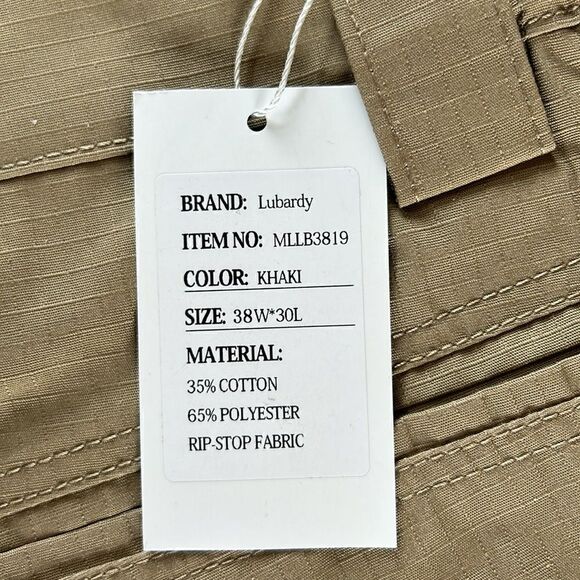 BRAND: Lubardy
ITEM NO: MLLB3819
COLOR: KHAKI
SIZE: 38W*30L
MATERIAL:
35% COTTON
65% POLYESTER
RIP-STOP FABRIC